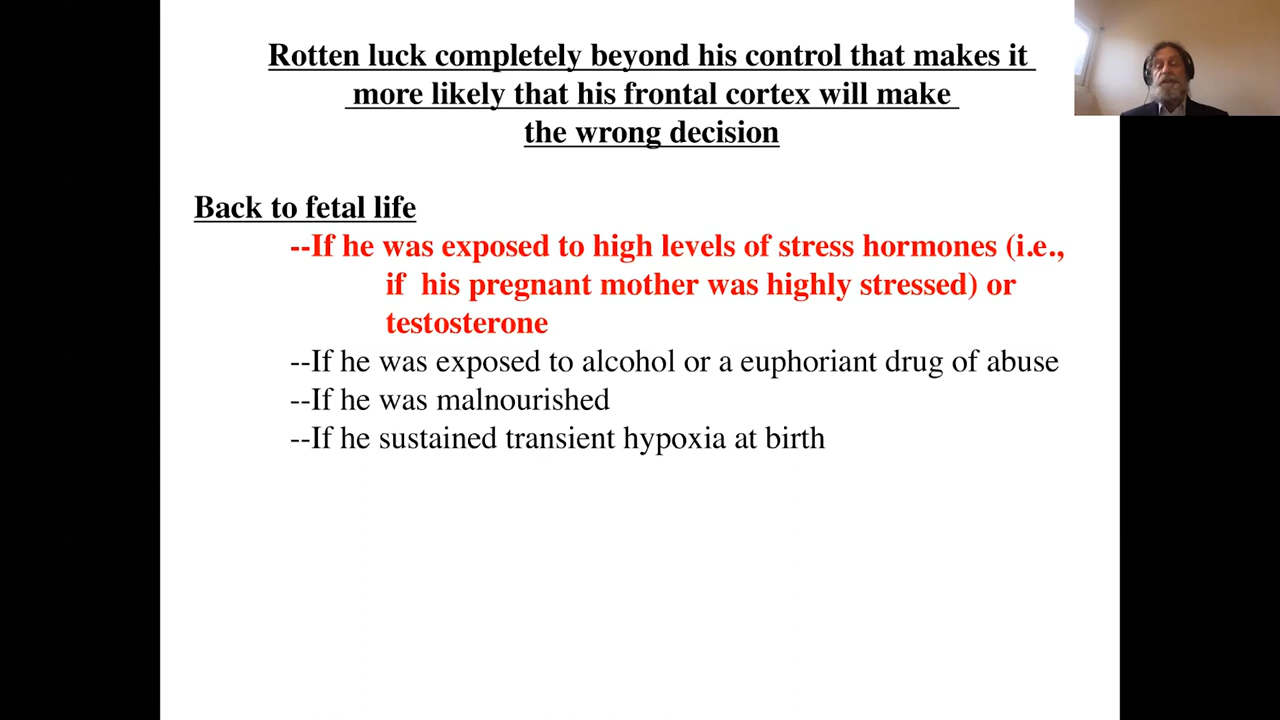 Rotten luck completely beyond his control that makes it
more likely that his frontal cortex will make
the wrong decision
Back to fetal life
--If he was exposed to high levels of stress hormones (i.e.,
if his pregnant mother was highly stressed) or
testosterone
--If he was exposed to alcohol or a euphoriant drug of abuse
--If he was malnourished
--If he sustained transient hypoxia at birth